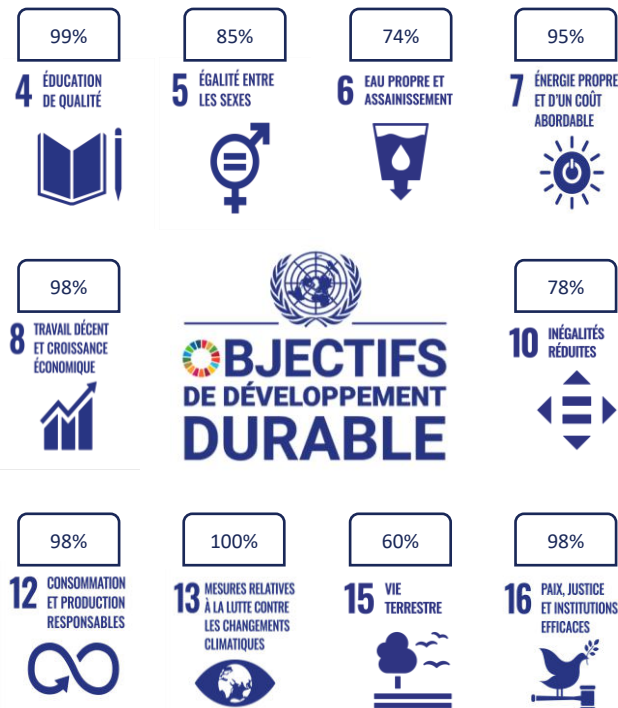 99%
4 ÉDUCATION
DE QUALITÉ
85%
5 ÉGALITÉ ENTRE
LES SEXES
74%
6 EAU PROPRE ET
ASSAINISSEMENT
95%
7 ÉNERGIE PROPRE
ET D'UN COÛT
ABORDABLE
98%
8 TRAVAIL DÉCENT
ET CROISSANCE
ÉCONOMIQUE
OBJECTIFS
DE DÉVELOPPEMENT
DURABLE
78%
10 INÉGALITÉS
RÉDUITES
98%
12 CONSOMMATION
ET PRODUCTION
RESPONSABLES
100%
13 MESURES RELATIVES
À LA LUTTE CONTRE
LES CHANGEMENTS
CLIMATIQUES
60%
15 VIE
TERRESTRE
98%
16 PAIX, JUSTICE
ET INSTITUTIONS
EFFICACES